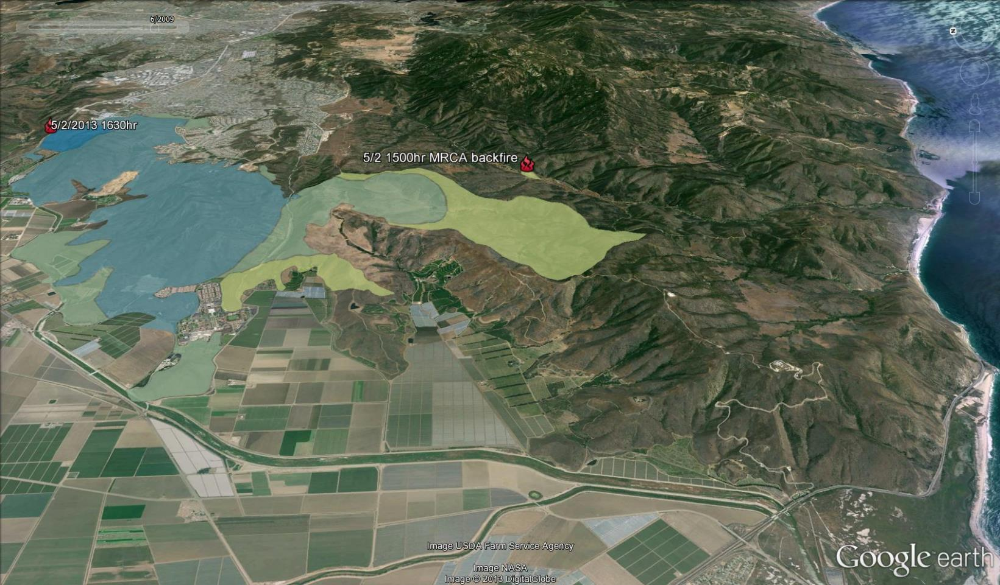 6/2009
5/2/2013 1630hr
5/2 1500hr MRCA backfire
Image USDA Farm Service Agency
Image NASA
Image © 2013 DigitalGlobe
Google earth